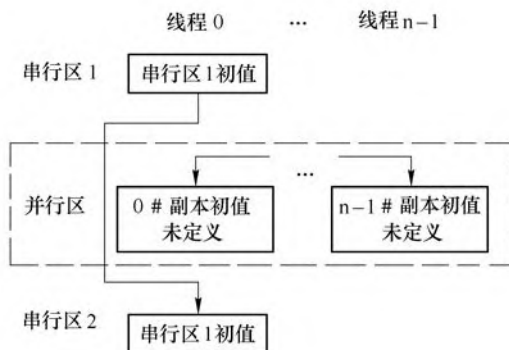 线程 0 … 线程 n-1
串行区 1 串行区 1 初值
…
并行区 0 # 副本初值 n-1 # 副本初值
未定义 未定义
串行区 2 串行区 1 初值